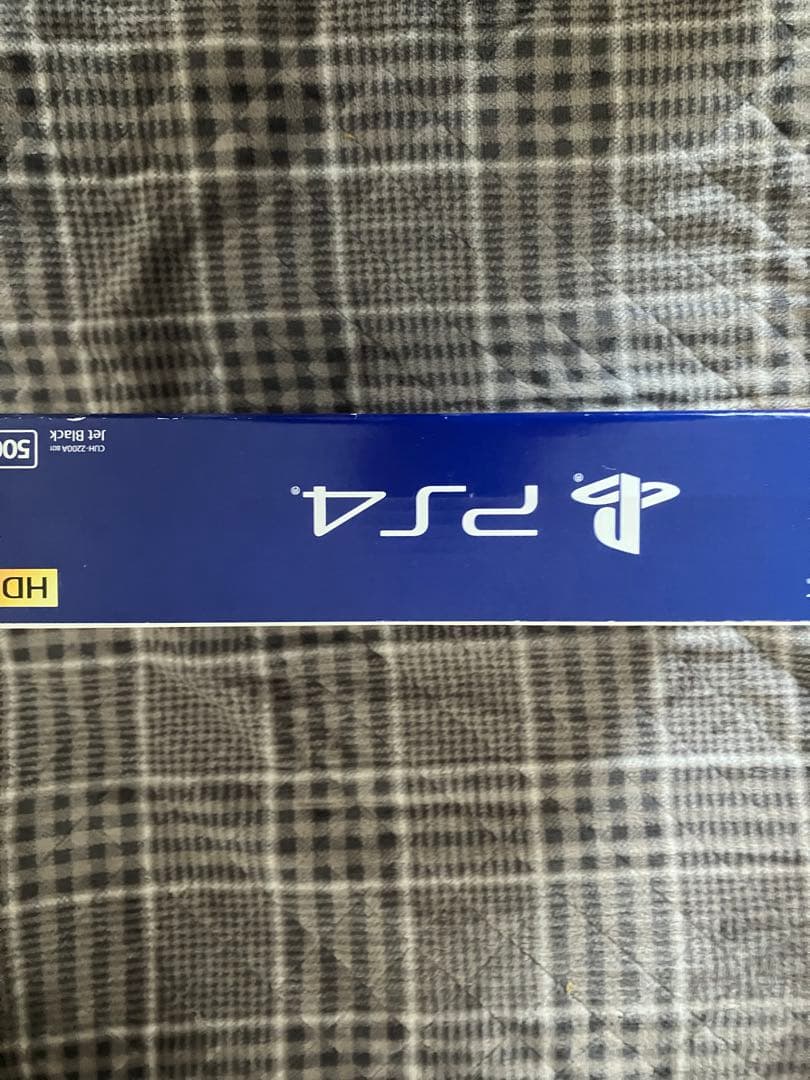 PS4®
Jet Black
CUH-2200A B01
500
HD